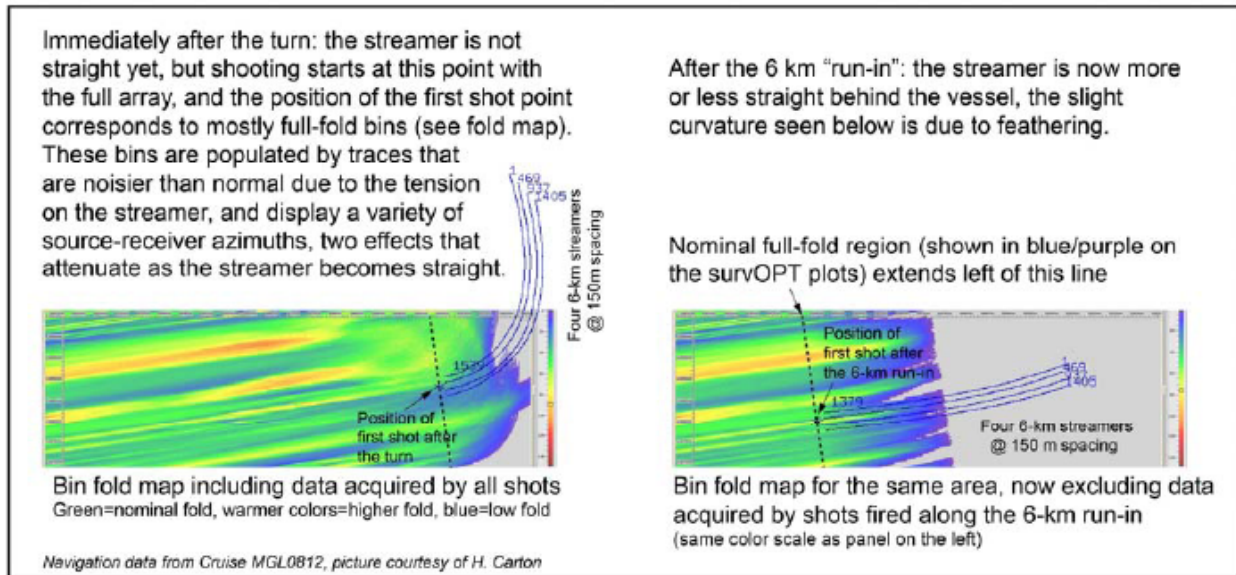 Immediately after the turn: the streamer is not
straight yet, but shooting starts at this point with
the full array, and the position of the first shot point
corresponds to mostly full-fold bins (see fold map).
These bins are populated by traces that
are noisier than normal due to the tension
on the streamer, and display a variety of
source-receiver azimuths, two effects that
attenuate as the streamer becomes straight.
1
469
937
1405
Four 6-km streamers
@ 150m spacing
1529
Position of
first shot after
the turn
Bin fold map including data acquired by all shots
Green=nominal fold, warmer colors=higher fold, blue=low fold
Navigation data from Cruise MGL0812, picture courtesy of H. Carton
After the 6 km "run-in": the streamer is now more
or less straight behind the vessel, the slight
curvature seen below is due to feathering.
Nominal full-fold region (shown in blue/purple on
the survOPT plots) extends left of this line
Position of
first shot after
the 6-km run-in
1
469
937
1405
1379
Four 6-km streamers
@ 150 m spacing
Bin fold map for the same area, now excluding data
acquired by shots fired along the 6-km run-in
(same color scale as panel on the left)